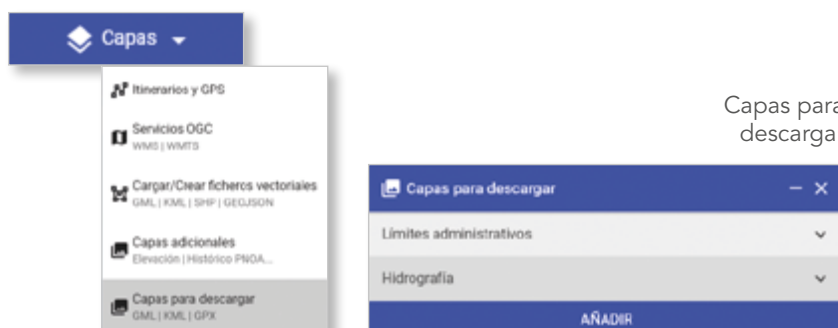 Capas
Itinerarios y GPS
Servicios OGC
WMS | WMTS
Cargar/Crear ficheros vectoriales
GML | KML | SHP | GEOJSON
Capas adicionales
Elevación | Histórico PNOA...
Capas para descargar
GML | KML | GPX
Capas para
descarga
Capas para descargar
Límites administrativos
Hidrografía
AÑADIR